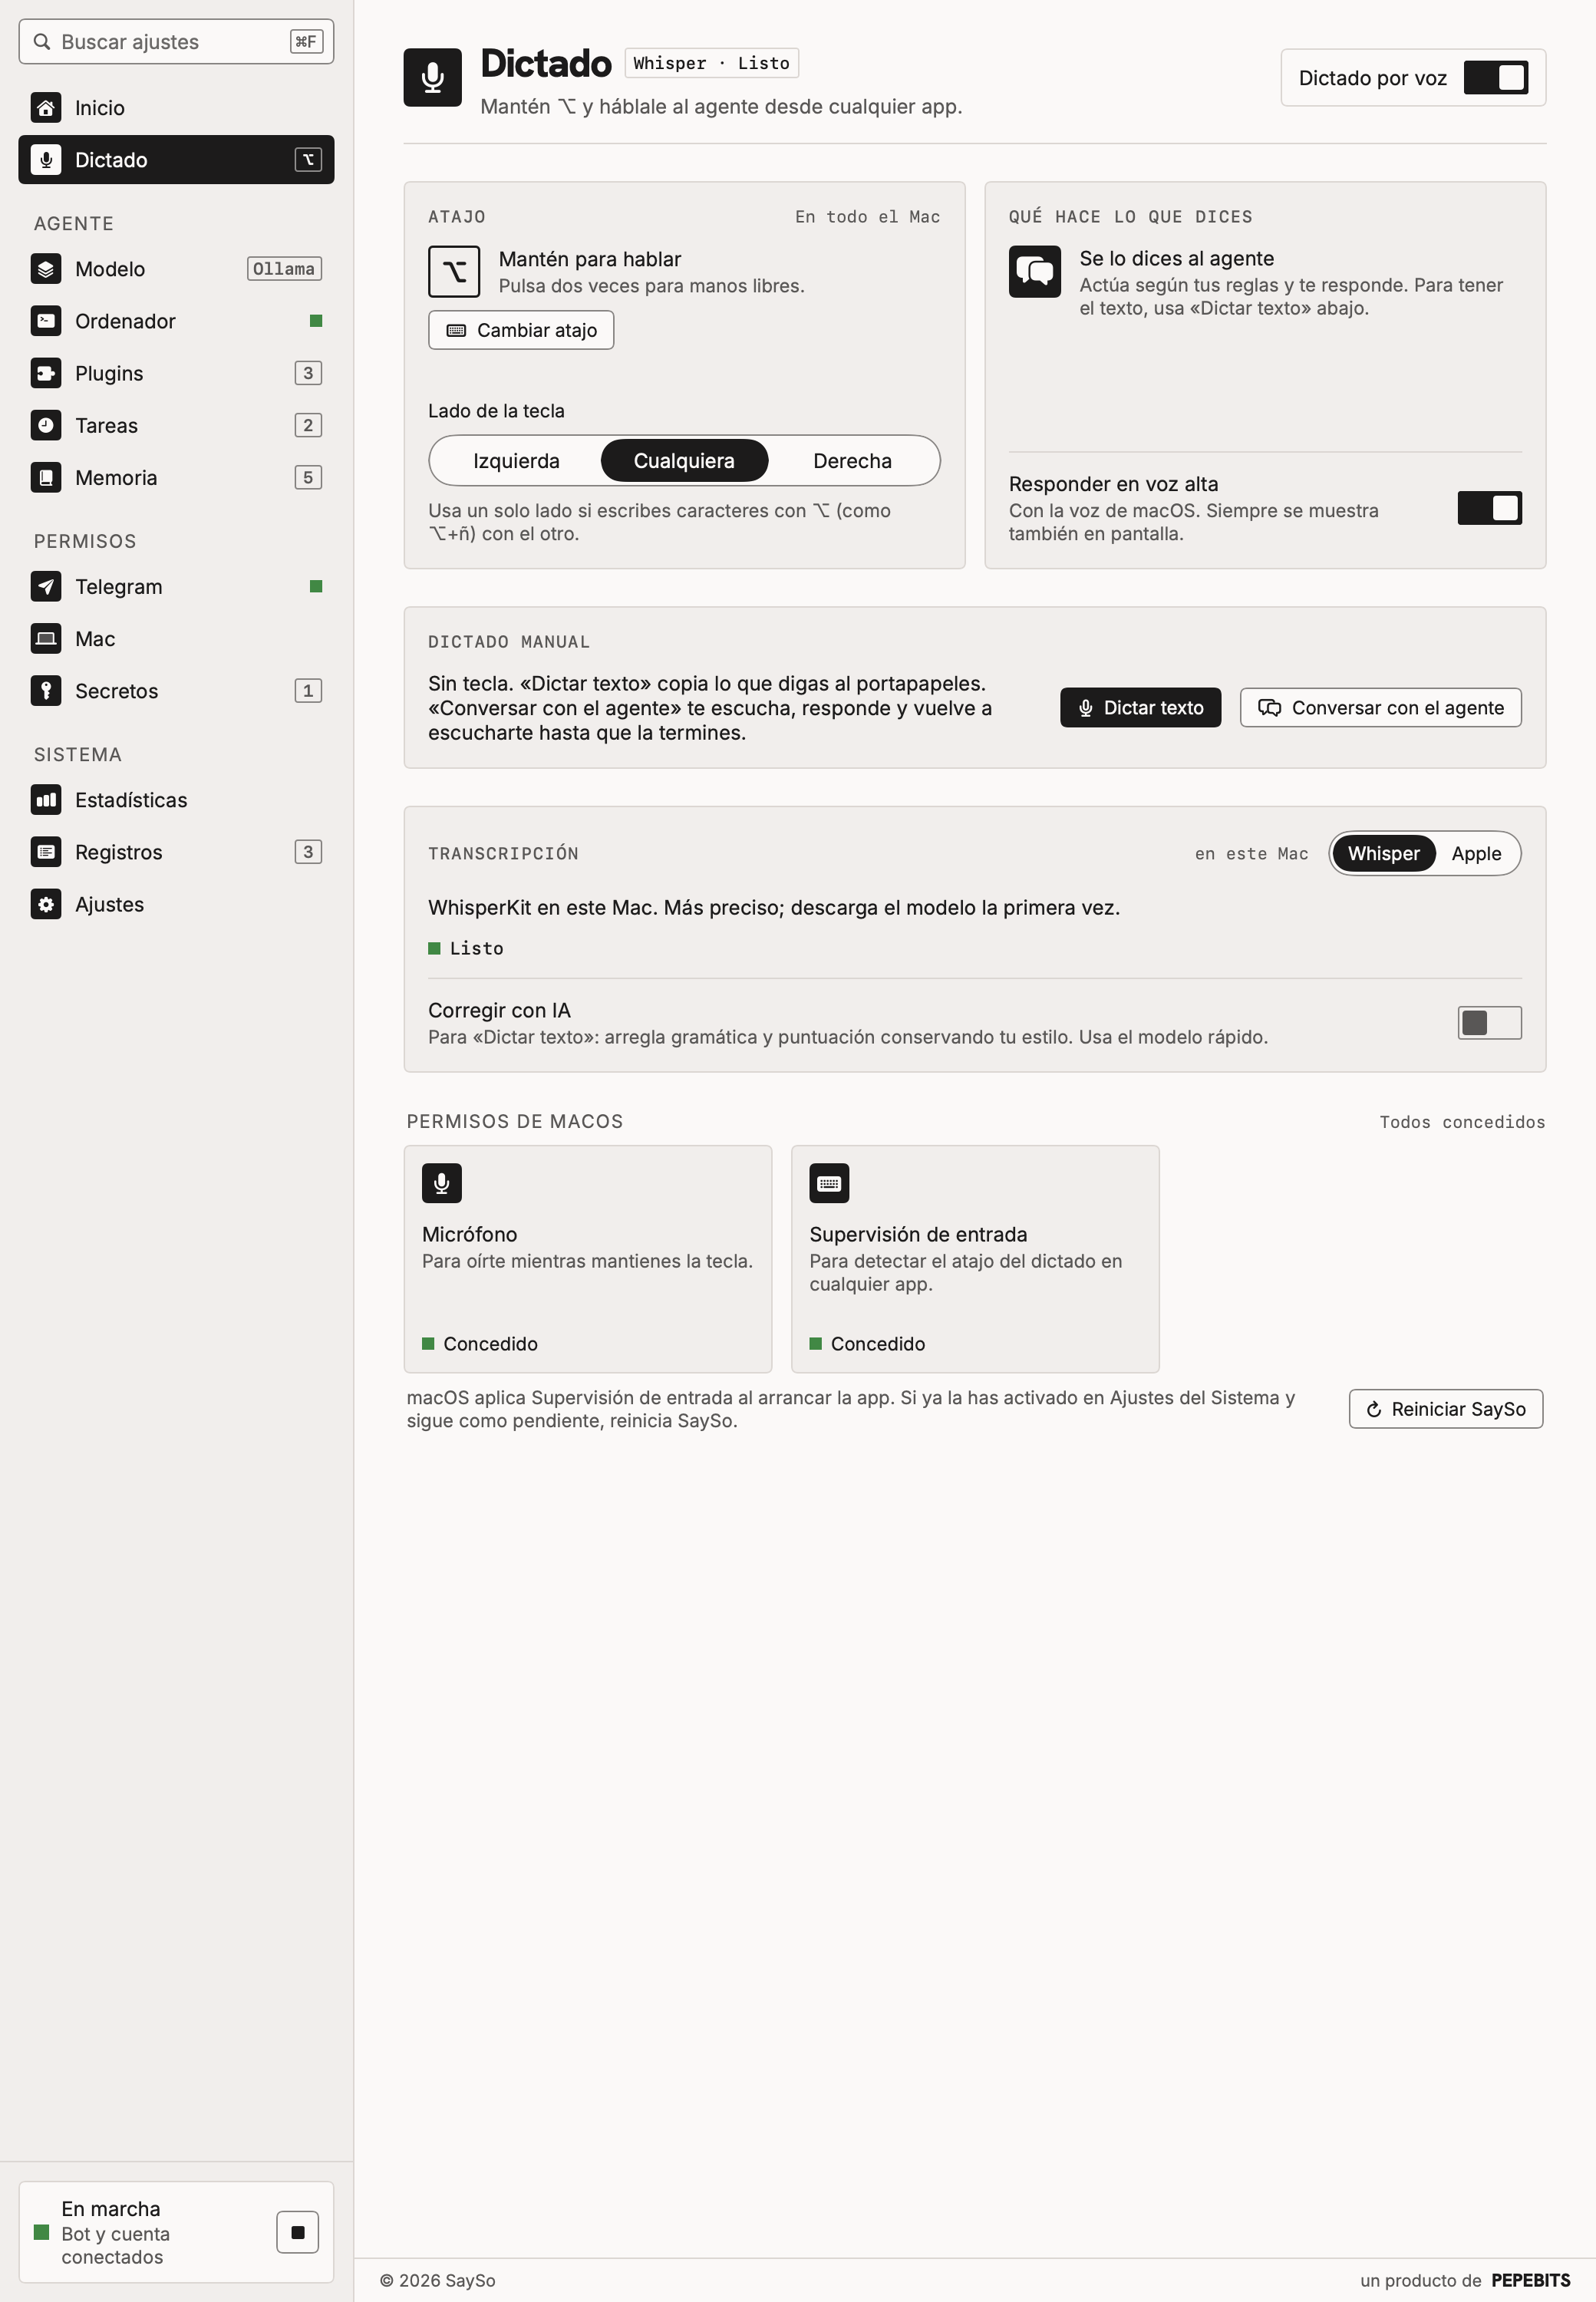 Buscar ajustes ⌘F
Inicio
Dictado ⌥
AGENTE
Modelo Ollama
Ordenador
Plugins 3
Tareas 2
Memoria 5
PERMISOS
Telegram
Mac
Secretos 1
SISTEMA
Estadísticas
Registros 3
Ajustes
En marcha
Bot y cuenta
conectados
Dictado Whisper · Listo
Mantén ⌥ y háblale al agente desde cualquier app.
Dictado por voz
ATAJO En todo el Mac
⌥ Mantén para hablar
Pulsa dos veces para manos libres.
Cambiar atajo
Lado de la tecla
Izquierda Cualquiera Derecha
Usa un solo lado si escribes caracteres con ⌥ (como
⌥+ñ) con el otro.
QUÉ HACE LO QUE DICES
Se lo dices al agente
Actúa según tus reglas y te responde. Para tener
el texto, usa «Dictar texto» abajo.
Responder en voz alta
Con la voz de macOS. Siempre se muestra
también en pantalla.
DICTADO MANUAL
Sin tecla. «Dictar texto» copia lo que digas al portapapeles.
«Conversar con el agente» te escucha, responde y vuelve a
escucharte hasta que la termines.
Dictar texto Conversar con el agente
TRANSCRIPCIÓN en este Mac Whisper Apple
WhisperKit en este Mac. Más preciso; descarga el modelo la primera vez.
Listo
Corregir con IA
Para «Dictar texto»: arregla gramática y puntuación conservando tu estilo. Usa el modelo rápido.
PERMISOS DE MACOS Todos concedidos
Micrófono
Para oírte mientras mantienes la tecla.
Concedido
Supervisión de entrada
Para detectar el atajo del dictado en
cualquier app.
Concedido
macOS aplica Supervisión de entrada al arrancar la app. Si ya la has activado en Ajustes del Sistema y
sigue como pendiente, reinicia SaySo.
Reiniciar SaySo
© 2026 SaySo un producto de PEPEBITS